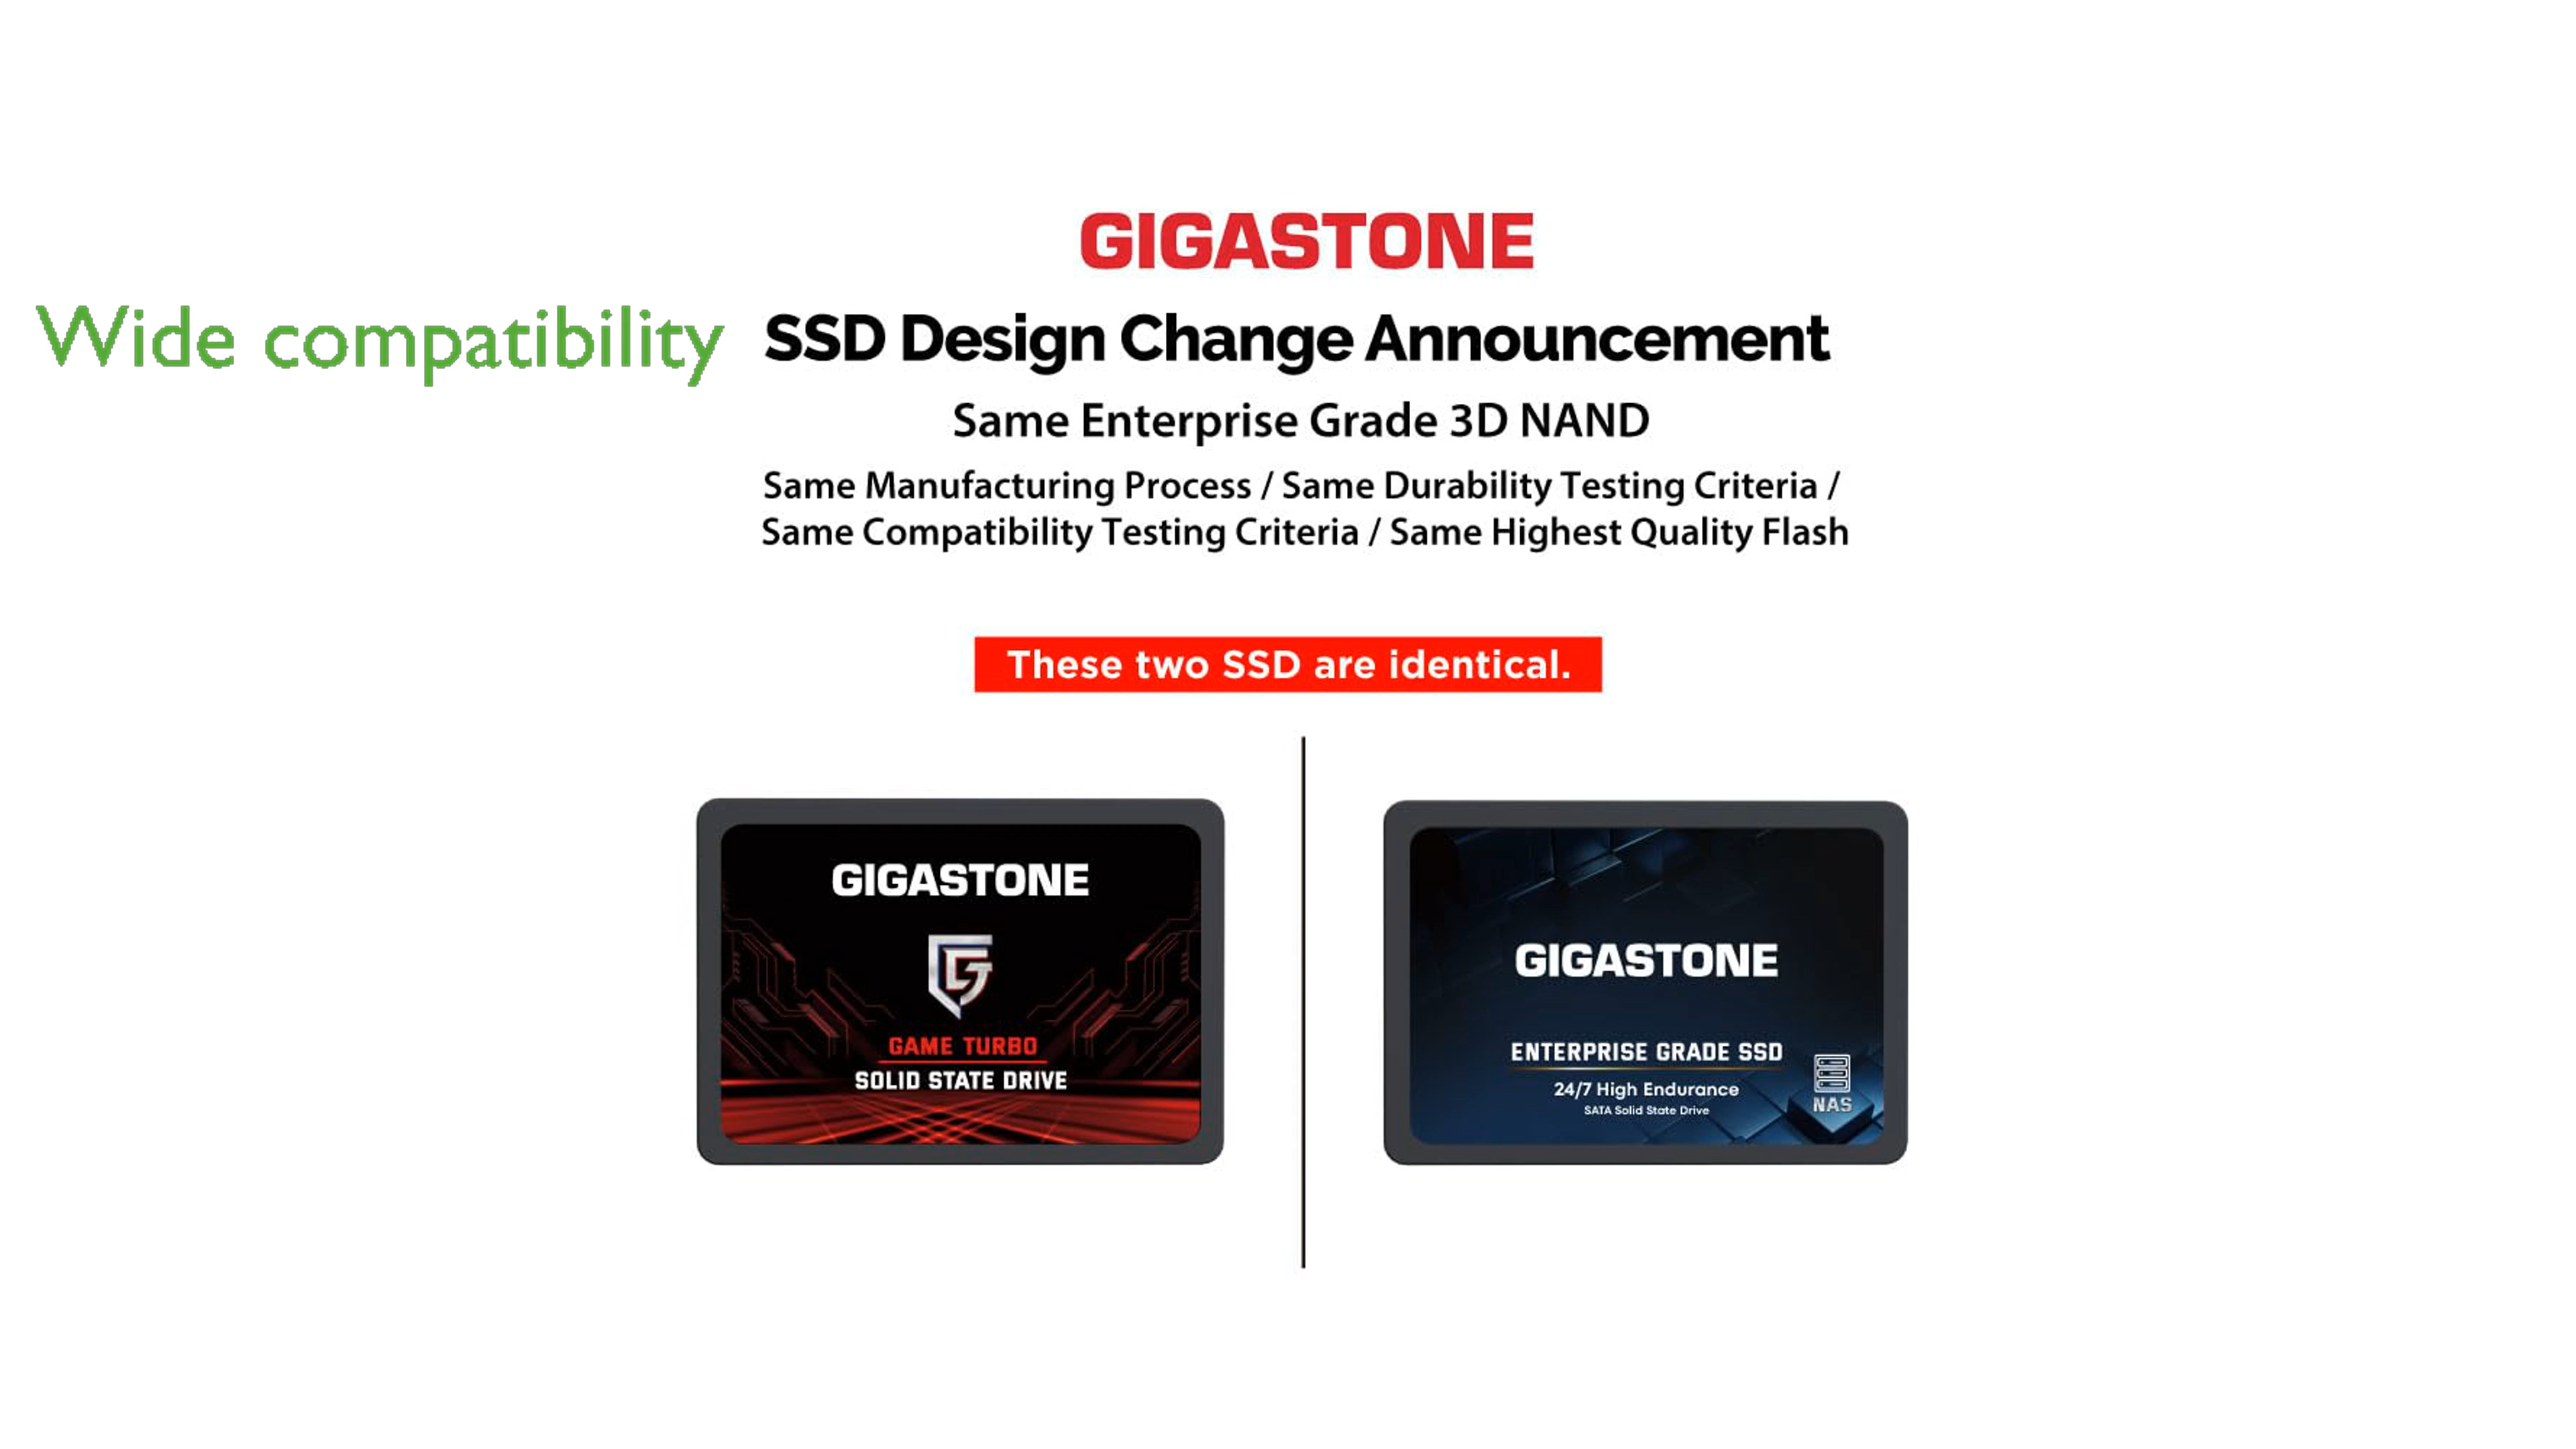 GIGASTONE
Wide compatibility
SSD Design Change Announcement
Same Enterprise Grade 3D NAND
Same Manufacturing Process / Same Durability Testing Criteria /
Same Compatibility Testing Criteria / Same Highest Quality Flash
These two SSD are identical.
GIGASTONE
GAME TURBO
SOLID STATE DRIVE
GIGASTONE
ENTERPRISE GRADE SSD
24/7 High Endurance
SATA Solid State Drive
NAS